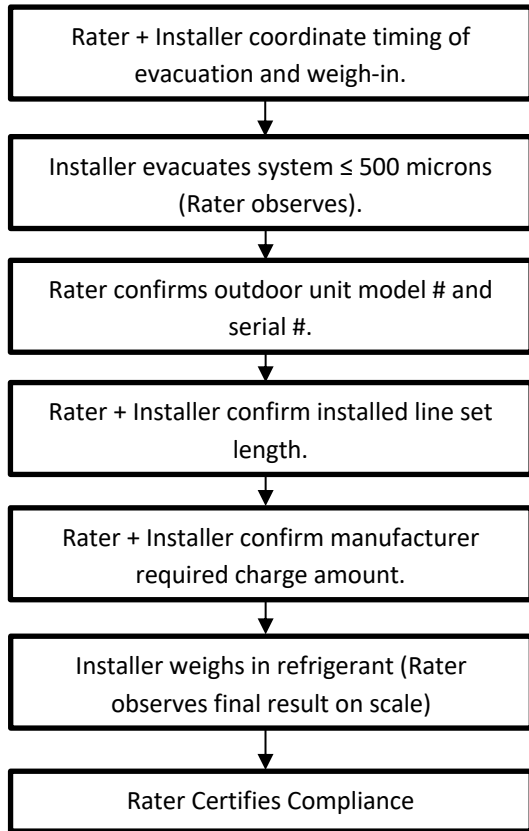 Rater + Installer coordinate timing of
evacuation and weigh-in.
Installer evacuates system ≤ 500 microns
(Rater observes).
Rater confirms outdoor unit model # and
serial #.
Rater + Installer confirm installed line set
length.
Rater + Installer confirm manufacturer
required charge amount.
Installer weighs in refrigerant (Rater
observes final result on scale)
Rater Certifies Compliance